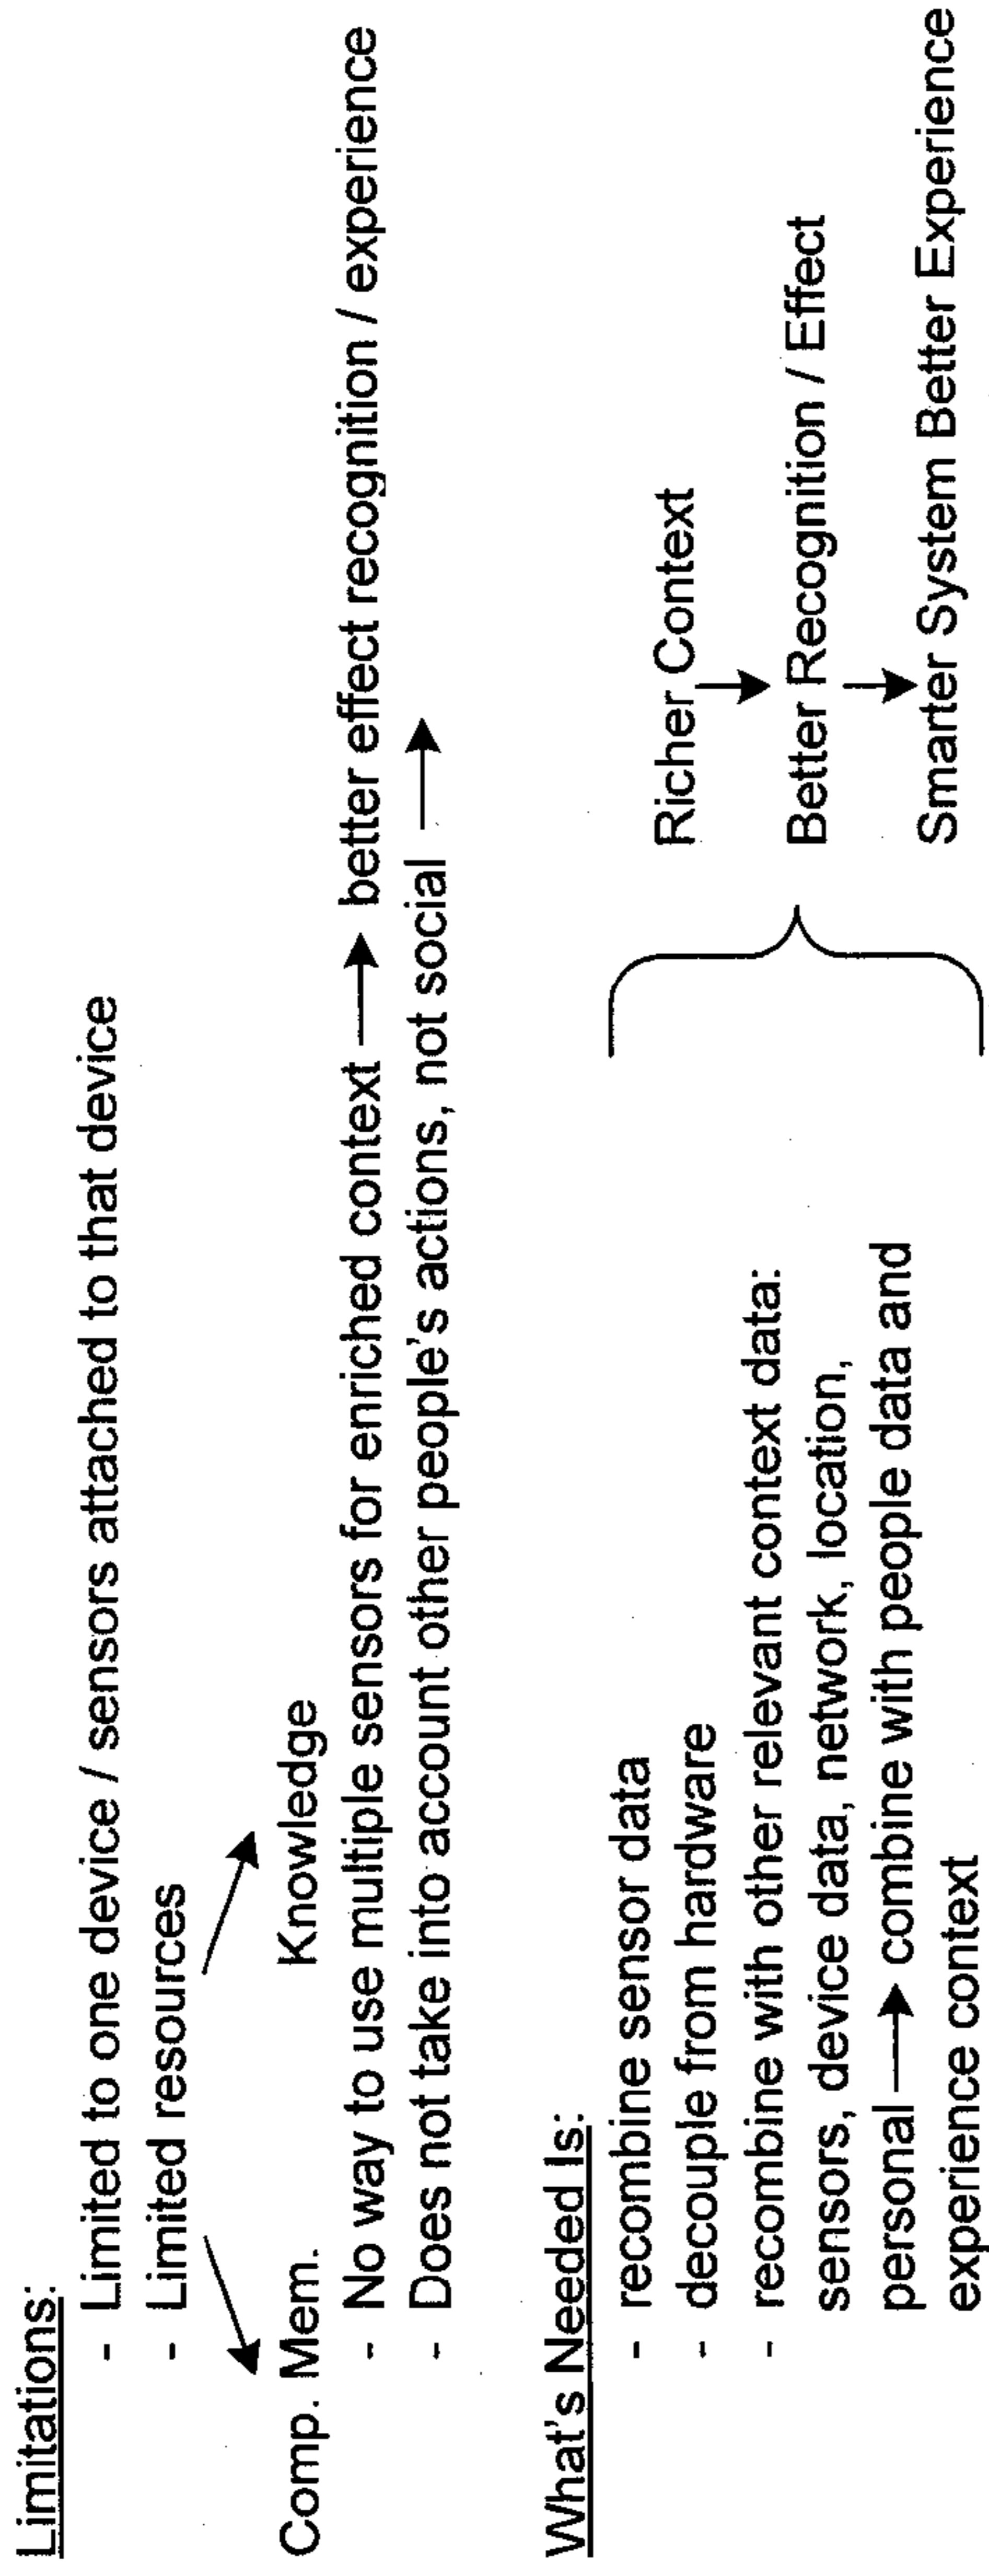 Limitations:
- Limited to one device / sensors attached to that device
- Limited resources
Comp. Mem. Knowledge
- No way to use multiple sensors for enriched context → better effect recognition / experience
- Does not take into account other people's actions, not social →
What's Needed Is:
- recombine sensor data
- decouple from hardware
- recombine with other relevant context data:
sensors, device data, network, location,
personal → combine with people data and
experience context
Richer Context
Better Recognition / Effect
Smarter System Better Experience